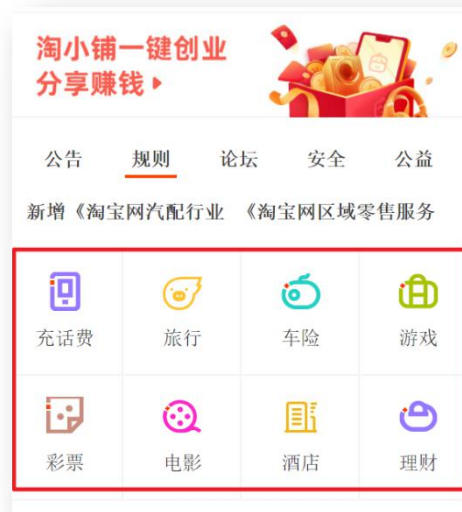 淘小铺一键创业
分享赚钱
公告 规则 论坛 安全 公益
新增《淘宝网汽配行业 《淘宝网区域零售服务
充话费 旅行 车险 游戏
彩票 电影 酒店 理财